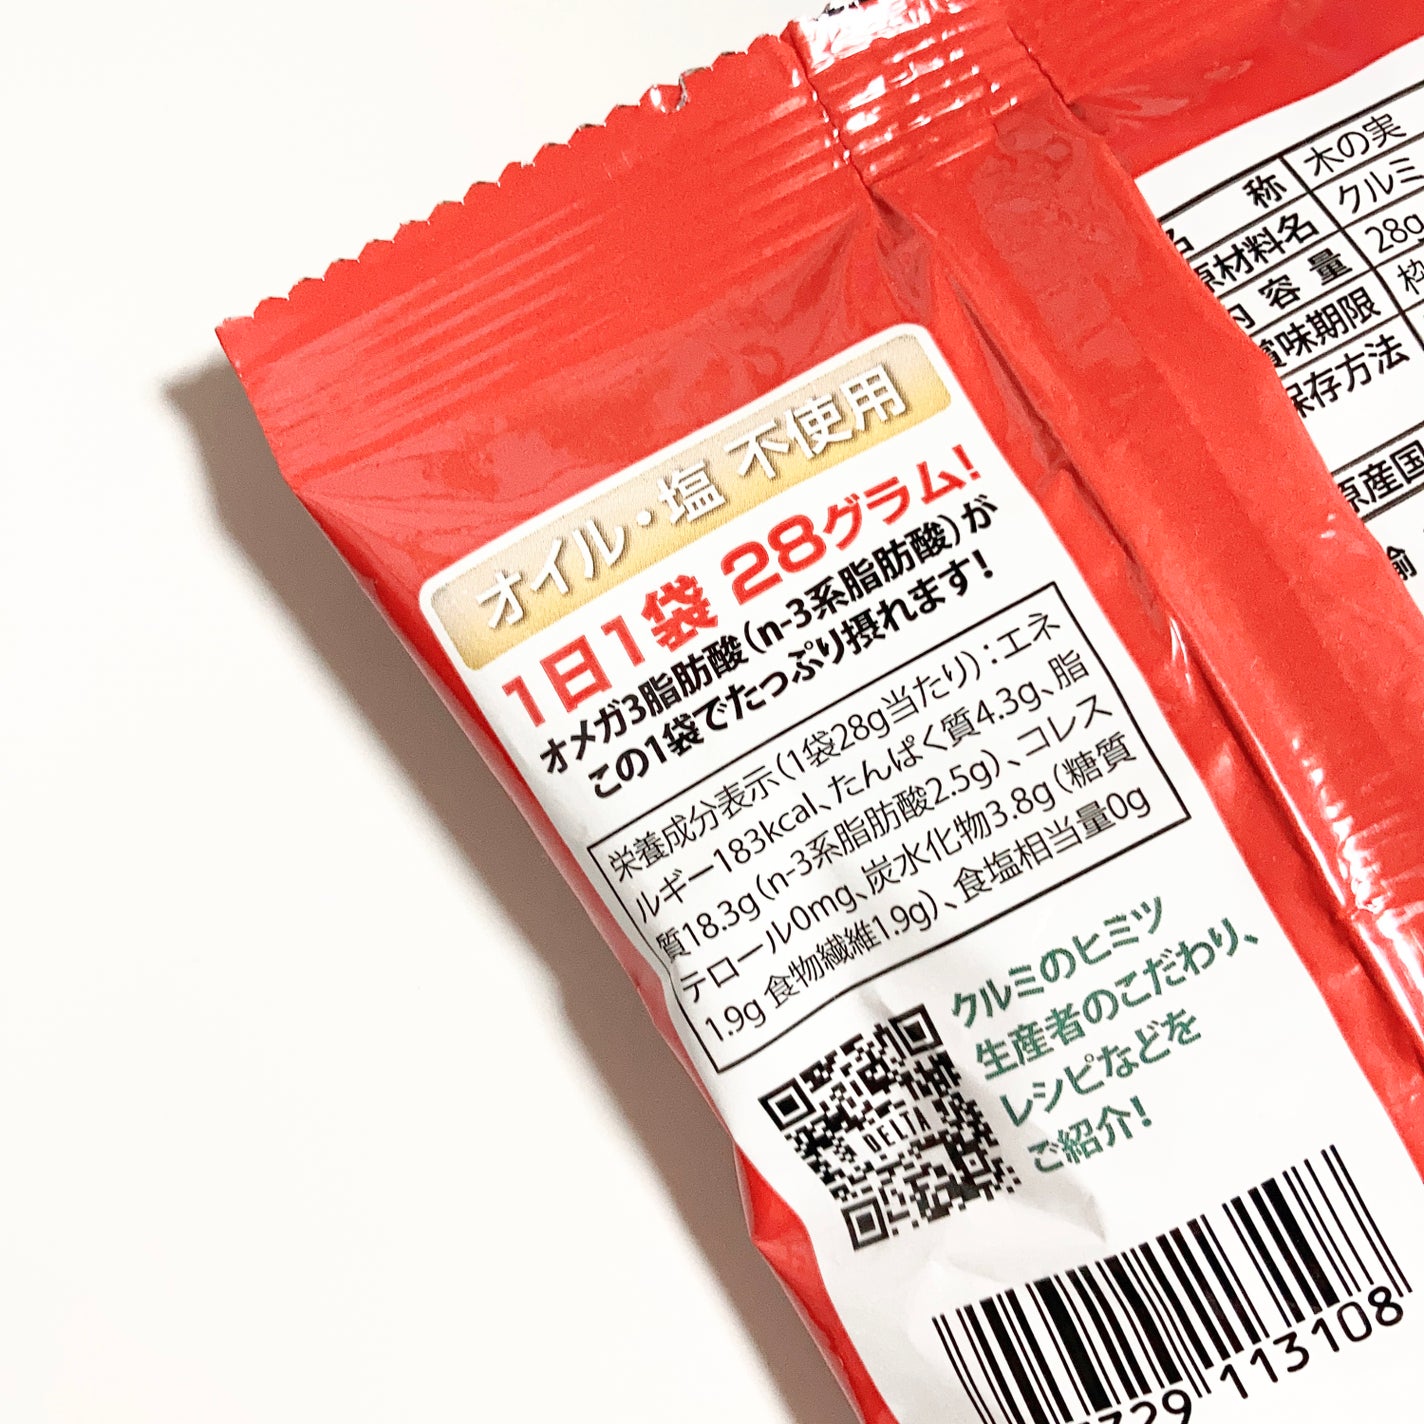 オイル・塩 不使用
1日1袋 28グラム!
オメガ3脂肪酸(n-3系脂肪酸)が
この1袋でたっぷり摂れます!
栄養成分表示(1袋28g当たり):エネ
ルギー183kcal、たんぱく質4.3g、脂
質18.3g(n-3系脂肪酸2.5g)、コレス
テロール0mg、炭水化物3.8g(糖質
1.9g 食物繊維1.9g)、食塩相当量0g
クルミのヒミツ
生産者のこだわり、
レシピなどを
ご紹介!
DELTA
113108
名 称 木の実
原材料名 クルミ
内 容 量 28g
賞味期限 枠
保存方法
原産国